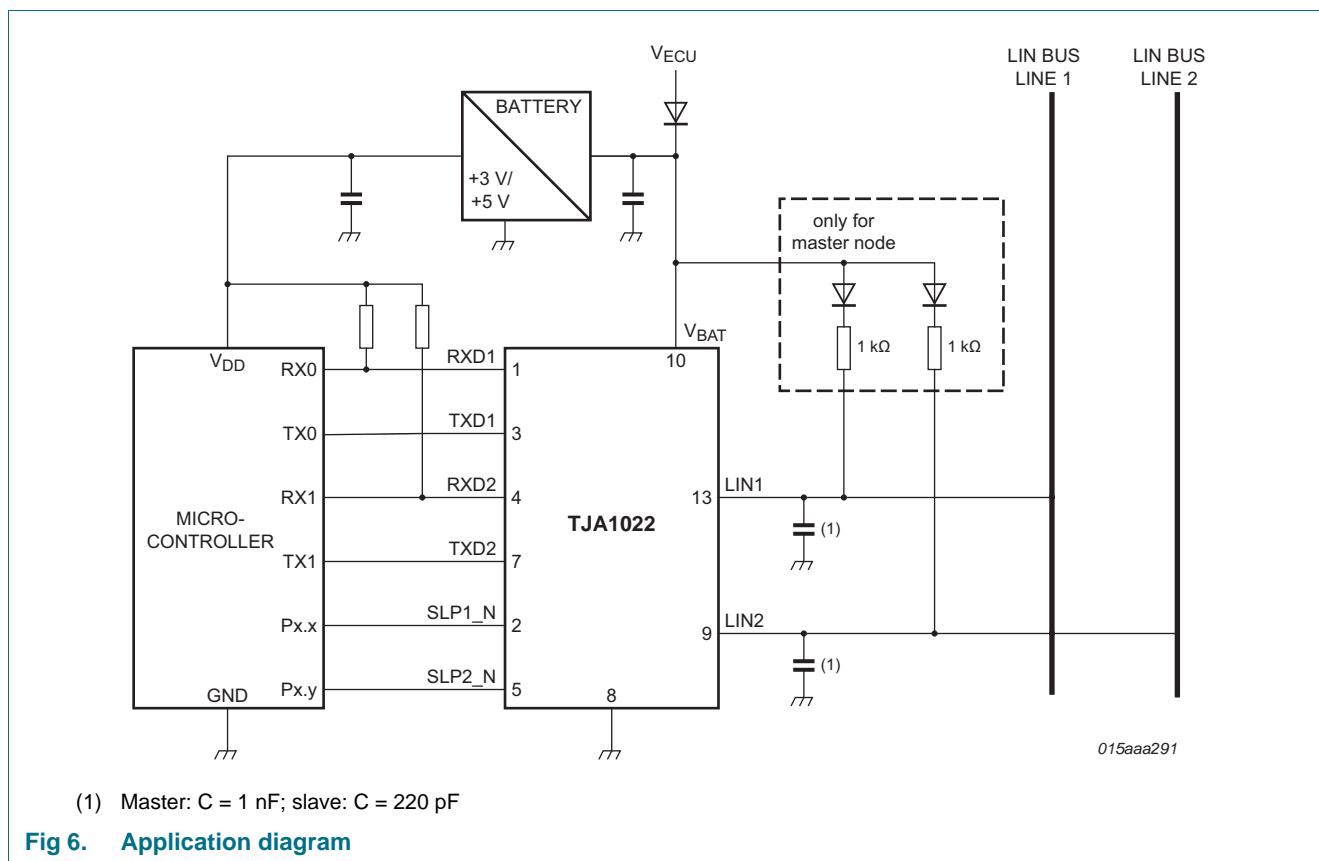 VECU
LIN BUS
LINE 1
LIN BUS
LINE 2
BATTERY
+3 V/
+5 V
only for
master node
1 kΩ
1 kΩ
VBAT
10
VDD
RX0
RXD1
1
TX0
TXD1
3
RX1
RXD2
4
13
LIN1
MICRO-
CONTROLLER
TJA1022
(1)
TX1
TXD2
7
Px.x
SLP1_N
2
9
LIN2
(1)
Px.y
SLP2_N
5
GND
8
015aaa291
(1) Master: C = 1 nF; slave: C = 220 pF
Fig 6. Application diagram